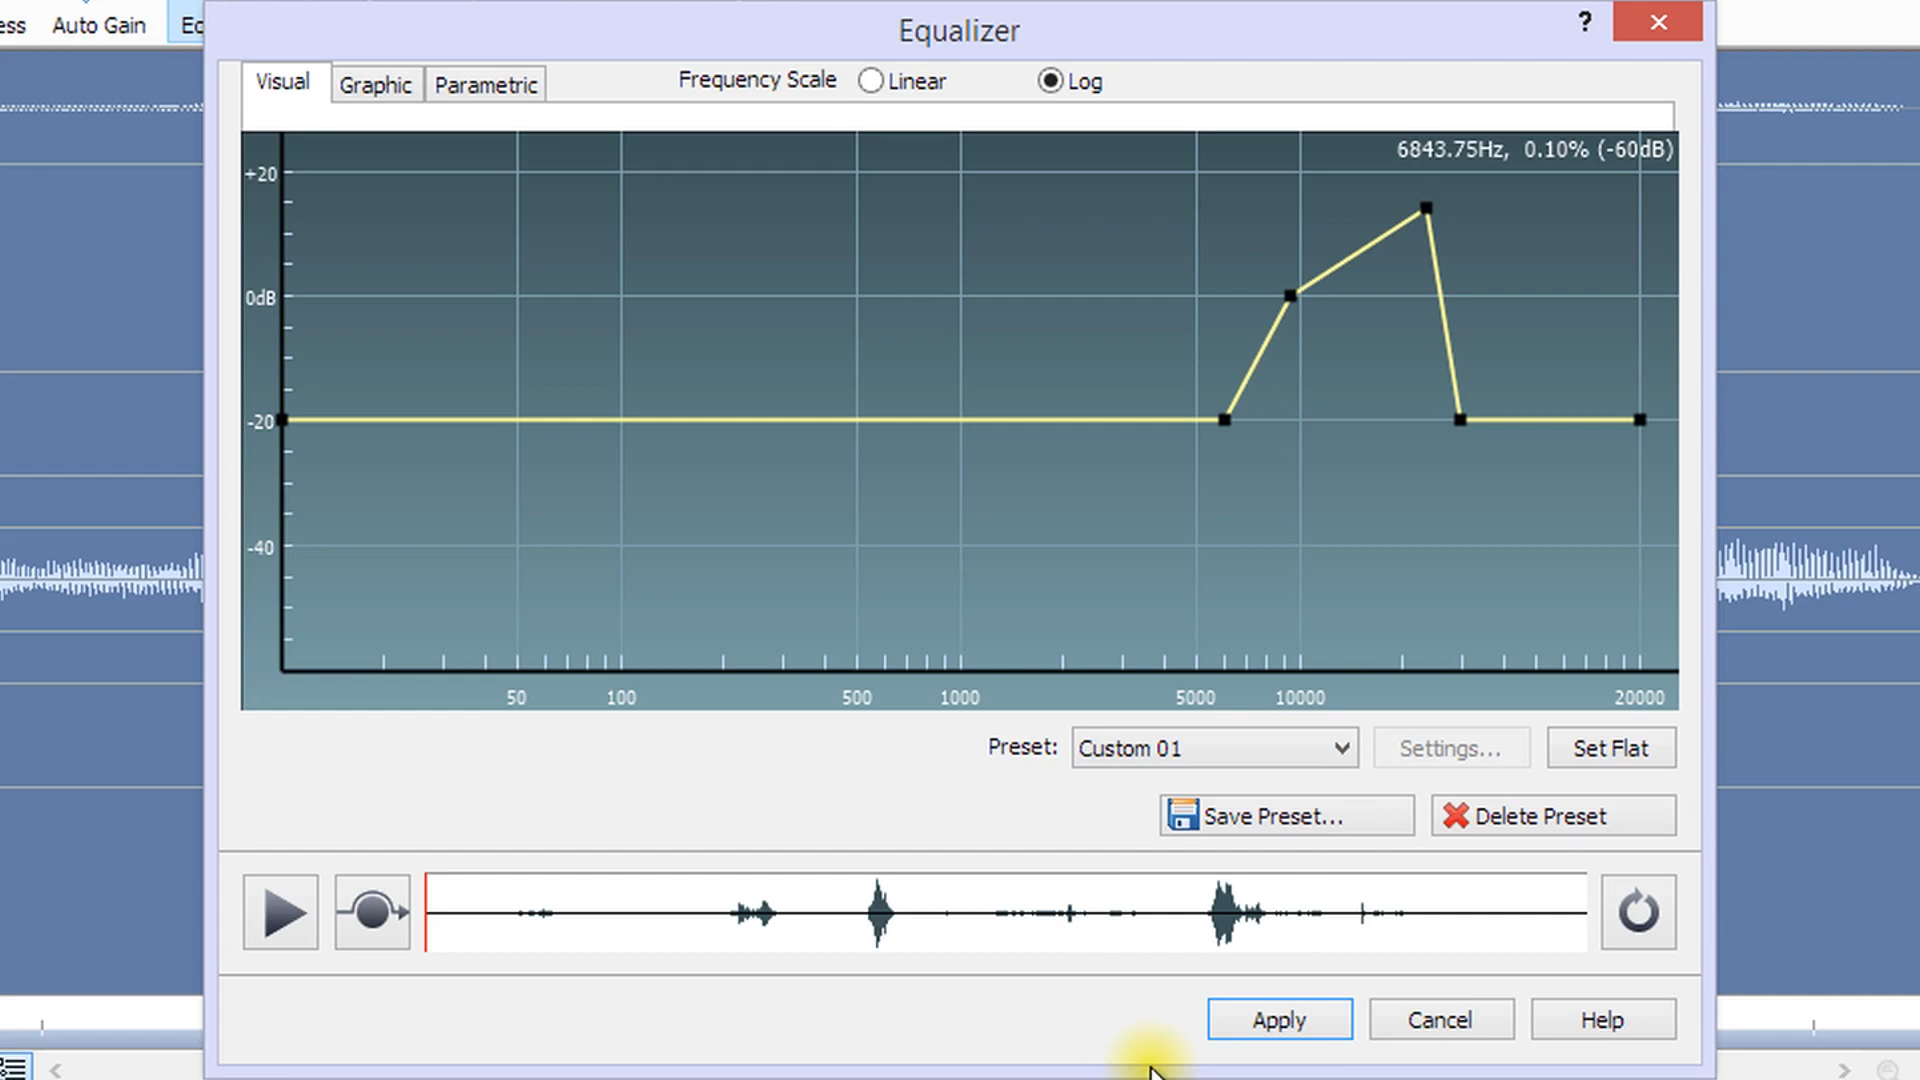 ess Auto Gain Ec
Equalizer
?
Visual Graphic Parametric Frequency Scale Linear Log
6843.75Hz, 0.10% (-60dB)
+20
0dB
-20
-40
50 100 500 1000 5000 10000 20000
Preset: Custom 01 Settings... Set Flat
Save Preset... Delete Preset
Apply Cancel Help